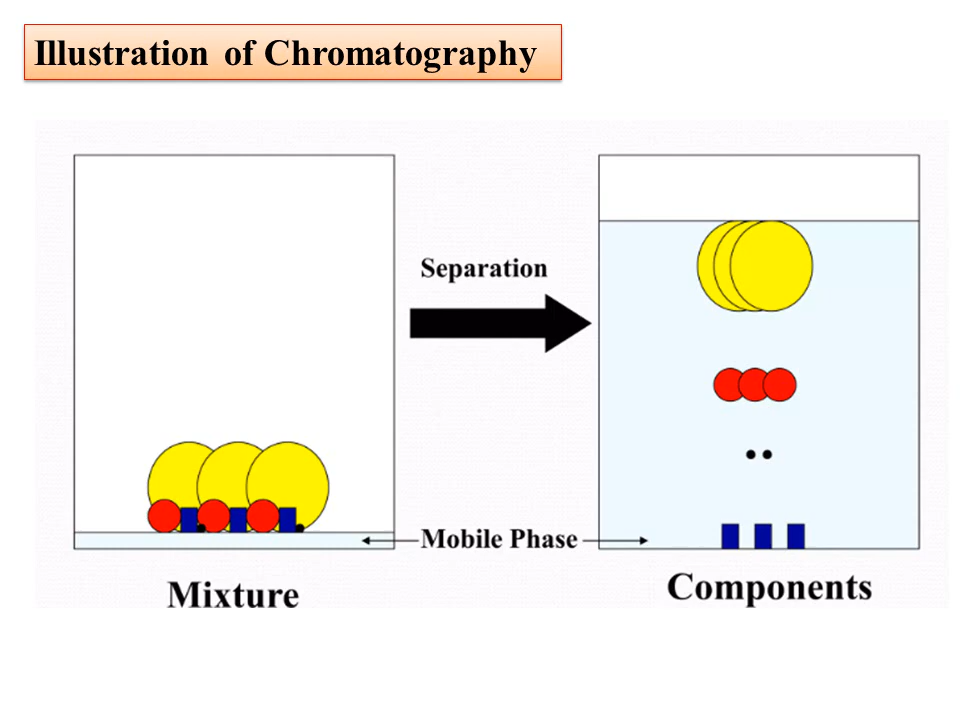 Illustration of Chromatography
Separation
Mobile Phase
Mixture
Components